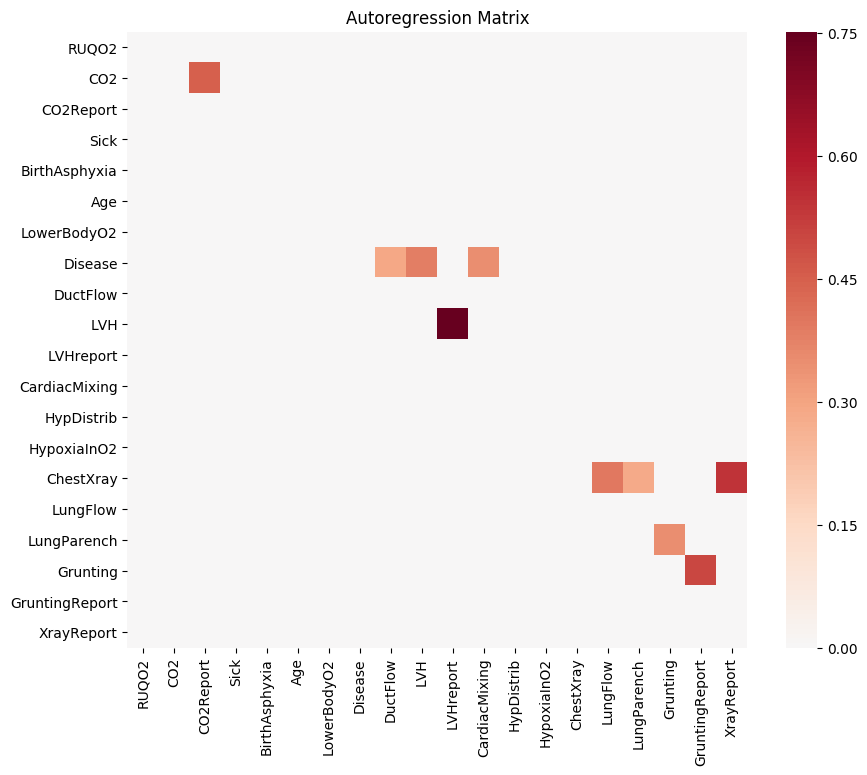 Autoregression Matrix
RUQO2
CO2
CO2Report
Sick
BirthAsphyxia
Age
LowerBodyO2
Disease
DuctFlow
LVH
LVHreport
CardiacMixing
HypDistrib
HypoxiaInO2
ChestXray
LungFlow
LungParench
Grunting
GruntingReport
XrayReport
RUQO2
CO2
CO2Report
Sick
BirthAsphyxia
Age
LowerBodyO2
Disease
DuctFlow
LVH
LVHreport
CardiacMixing
HypDistrib
HypoxiaInO2
ChestXray
LungFlow
LungParench
Grunting
GruntingReport
XrayReport
0.75
0.60
0.45
0.30
0.15
0.00